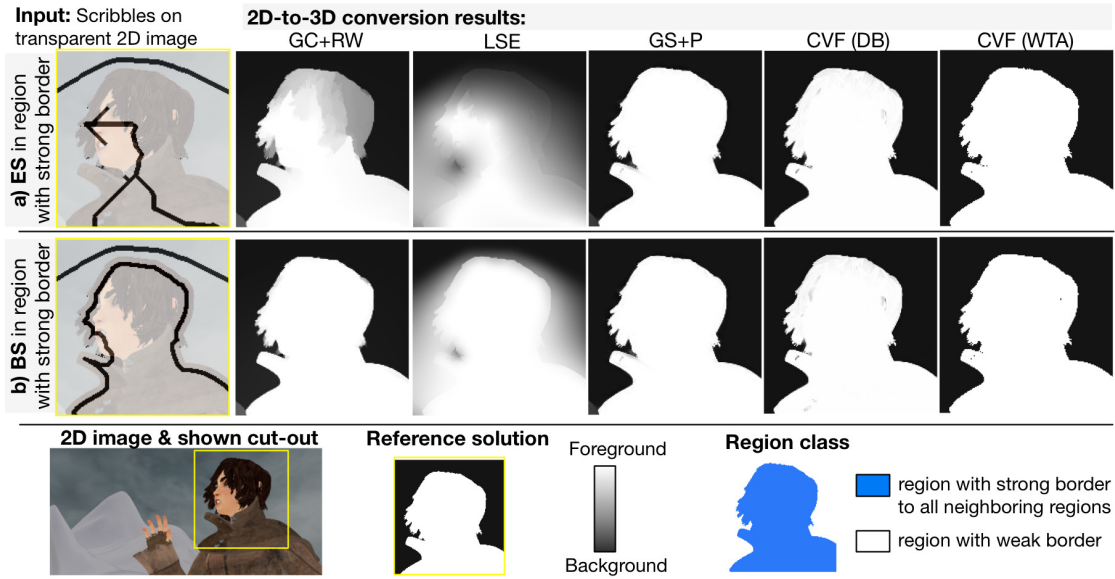 Input: Scribbles on
transparent 2D image
2D-to-3D conversion results:
GC+RW
LSE
GS+P
CVF (DB)
CVF (WTA)
a) ES in region
with strong border
b) BS in region
with strong border
2D image & shown cut-out
Reference solution
Foreground
Background
Region class
region with strong border
to all neighboring regions
region with weak border